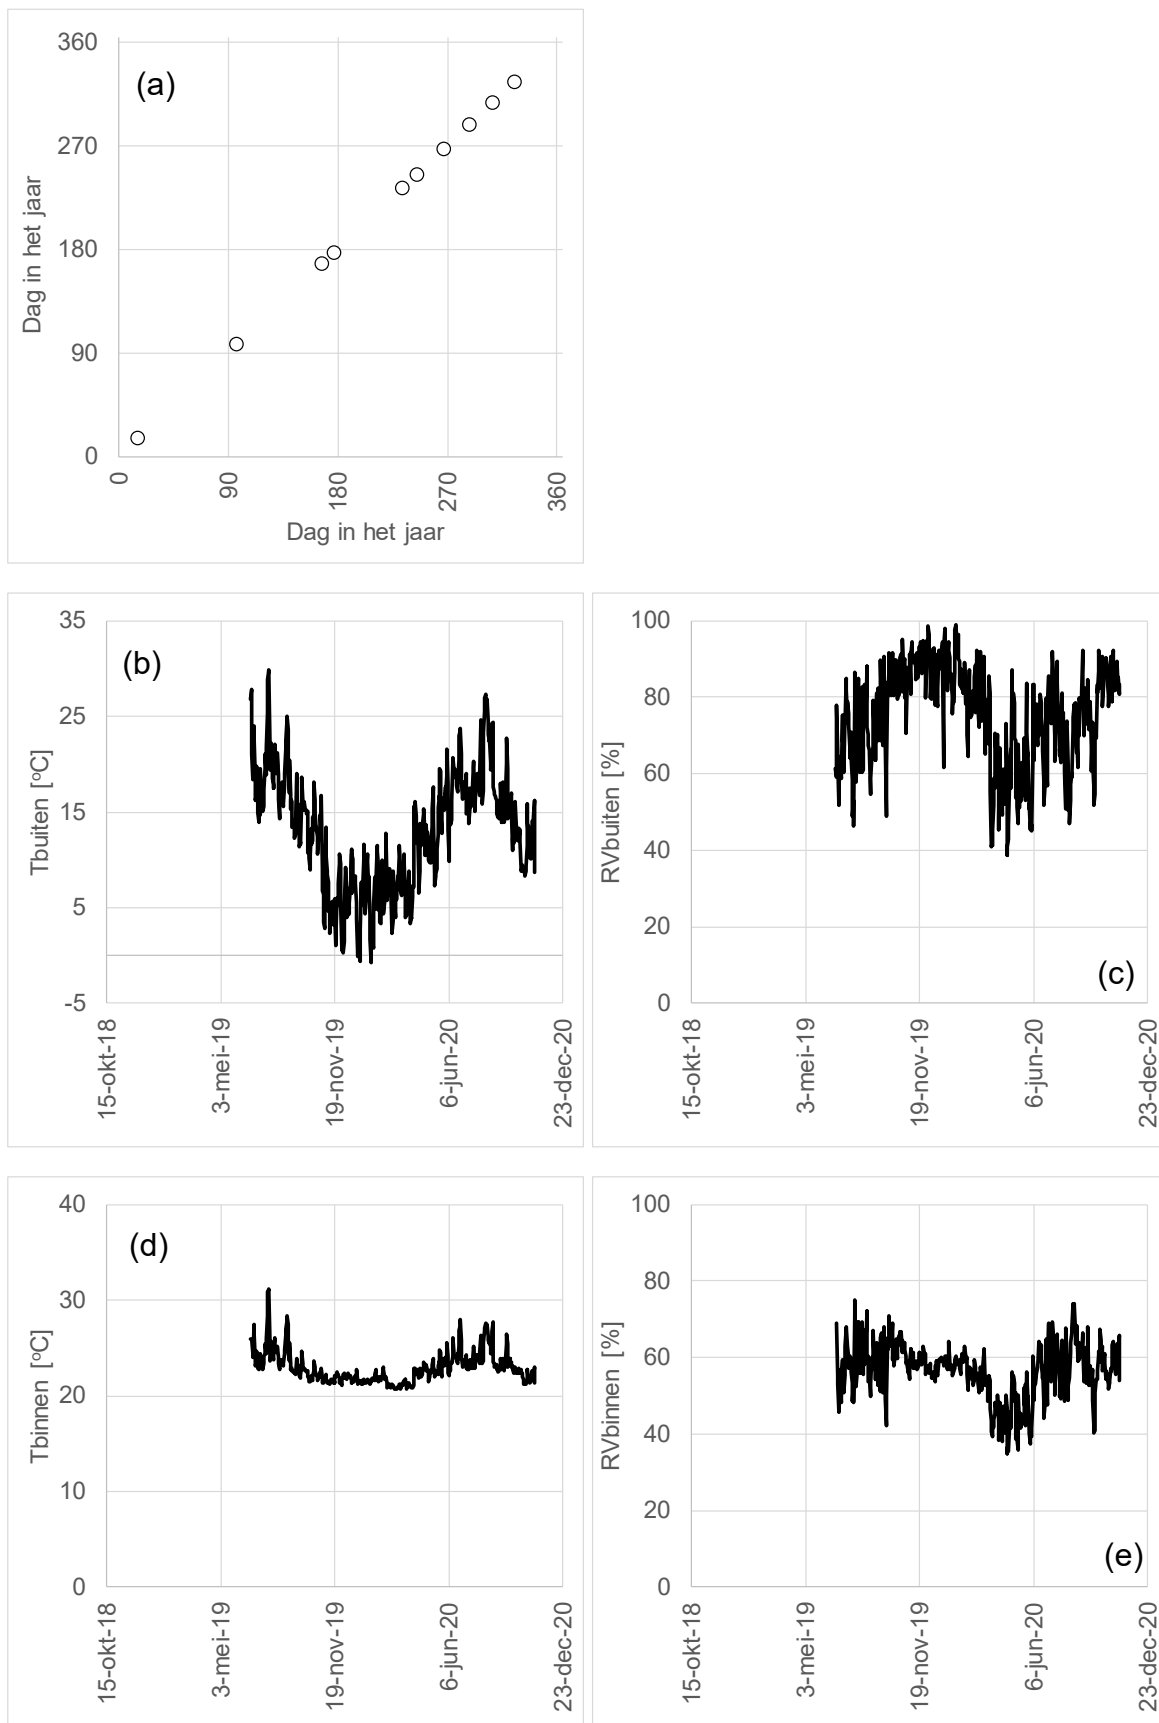 360
(a)
270
Dag in het jaar
180
90
0
0
90
180
270
360
Dag in het jaar
35
(b)
25
Tbuiten [oC]
15
5
-5
15-okt-18
3-mei-19
19-nov-19
6-jun-20
23-dec-20
100
80
60
RVbuiten [%]
40
20
(c)
0
15-okt-18
3-mei-19
19-nov-19
6-jun-20
23-dec-20
40
(d)
30
Tbinnen [oC]
20
10
0
15-okt-18
3-mei-19
19-nov-19
6-jun-20
23-dec-20
100
80
60
RVbinnen [%]
40
20
(e)
0
15-okt-18
3-mei-19
19-nov-19
6-jun-20
23-dec-20